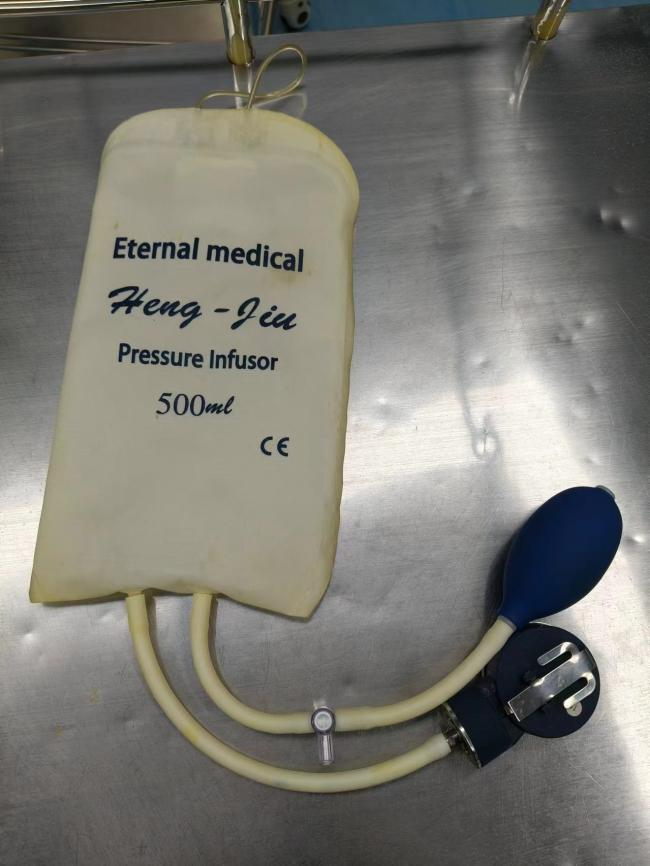 Eternal medical
Heng-Jiu
Pressure Infusor
500ml
CE